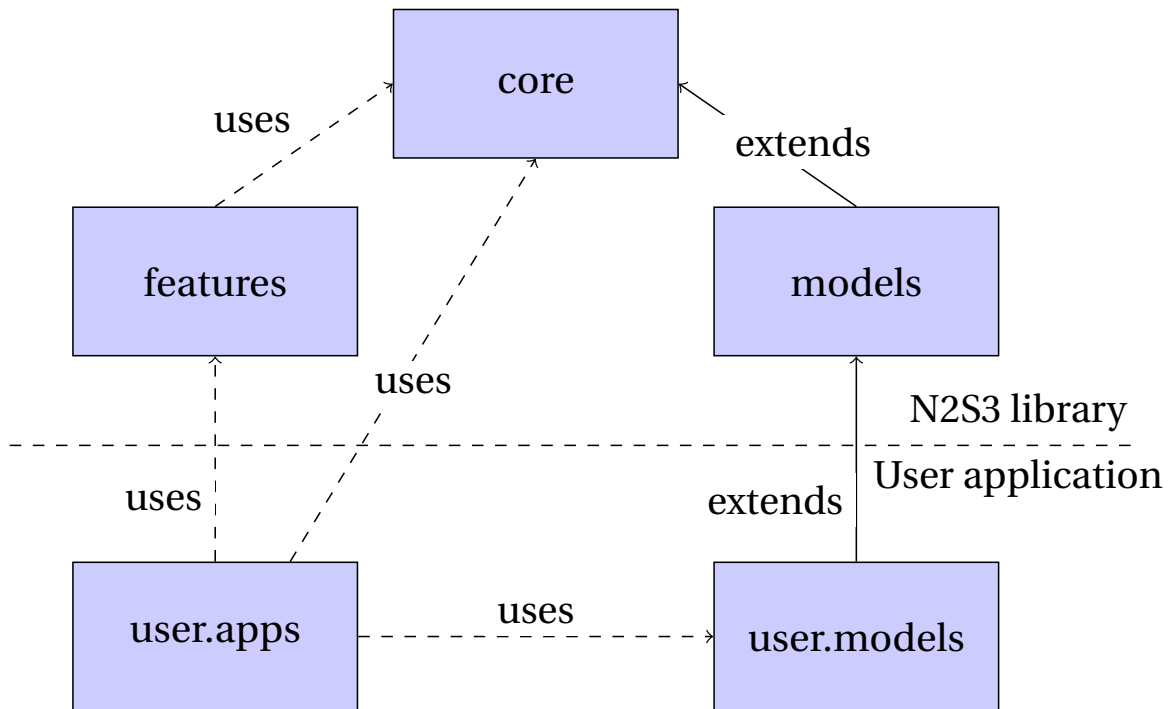 core
uses
extends
features
models
uses
N2S3 library
User application
uses
extends
user.apps
uses
user.models